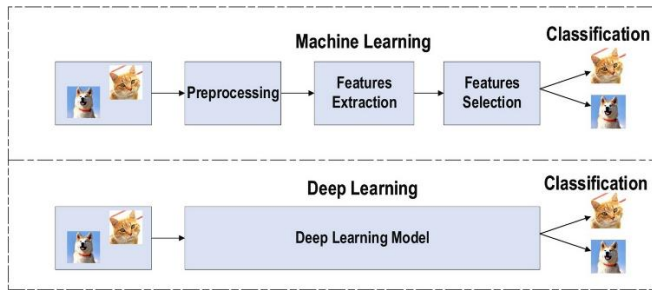 Machine Learning
Classification
Preprocessing
Features
Extraction
Features
Selection
Deep Learning
Classification
Deep Learning Model